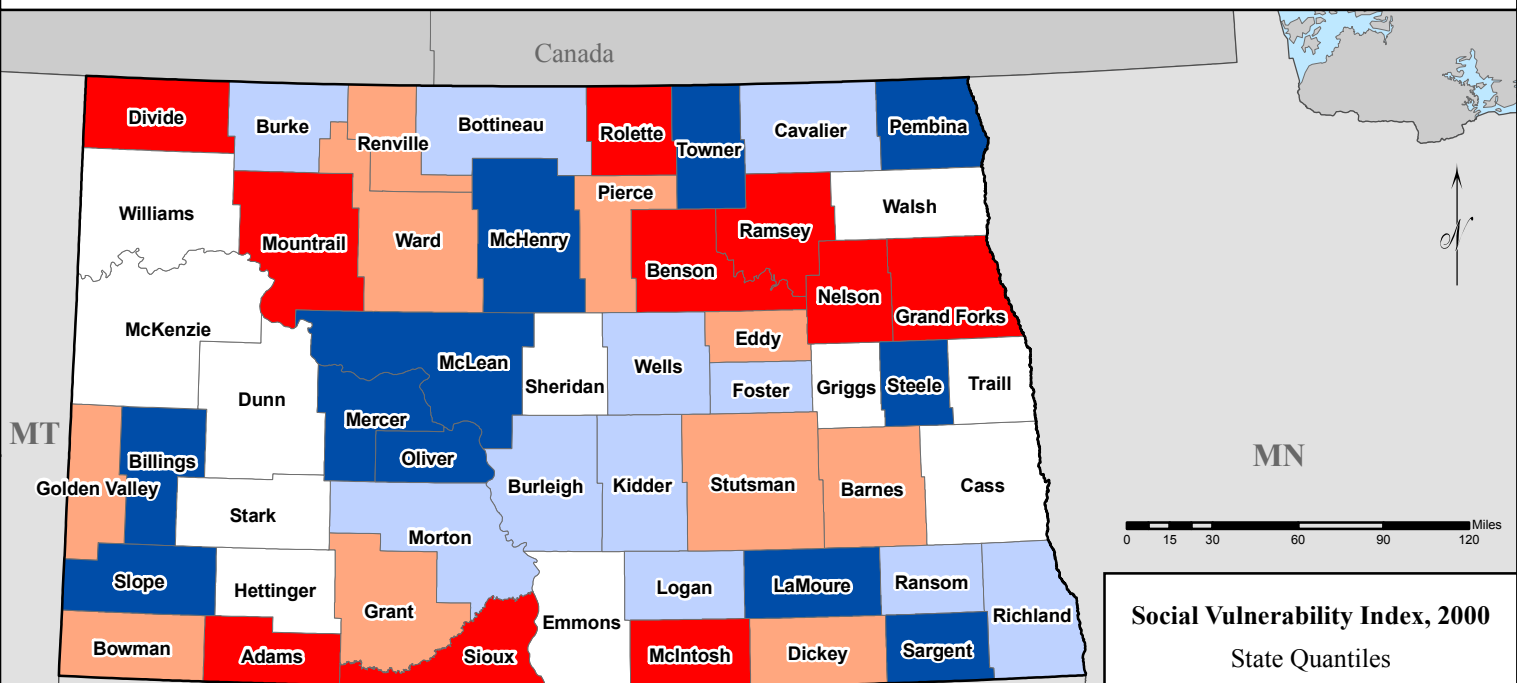 Canada
Divide
Burke
Renville
Bottineau
Rolette
Towner
Cavalier
Pembina
Williams
Mountrail
Ward
McHenry
Pierce
Benson
Ramsey
Walsh
Nelson
Grand Forks
McKenzie
Dunn
McLean
Sheridan
Wells
Eddy
Foster
Griggs
Steele
Traill
Mercer
Oliver
MT
Billings
Golden Valley
Stark
Burleigh
Kidder
Stutsman
Barnes
Cass
MN
Morton
Slope
Hettinger
Grant
Emmons
Logan
LaMoure
Ransom
Richland
Bowman
Adams
Sioux
McIntosh
Dickey
Sargent
N
Miles
0 15 30 60 90 120
Social Vulnerability Index, 2000
State Quantiles